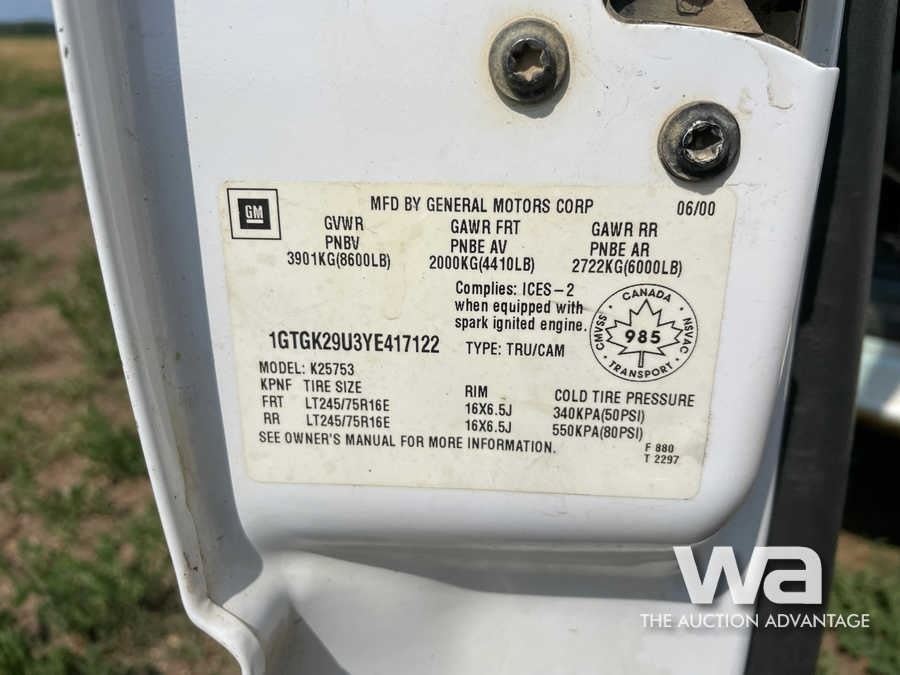 GM
MFD BY GENERAL MOTORS CORP 06/00
GVWR GAWR FRT GAWR RR
PNBV PNBE AV PNBE AR
3901KG(8600LB) 2000KG(4410LB) 2722KG(6000LB)
Complies: ICES-2
when equipped with
spark ignited engine.
CANADA
CMVSS 985 NSVAC
TRANSPORT
1GTGK29U3YE417122 TYPE: TRU/CAM
MODEL: K25753
KPNF TIRE SIZE RIM COLD TIRE PRESSURE
FRT LT245/75R16E 16X6.5J 340KPA(50PSI)
RR LT245/75R16E 16X6.5J 550KPA(80PSI)
SEE OWNER'S MANUAL FOR MORE INFORMATION.
F 880
T 2297
wa
THE AUCTION ADVANTAGE